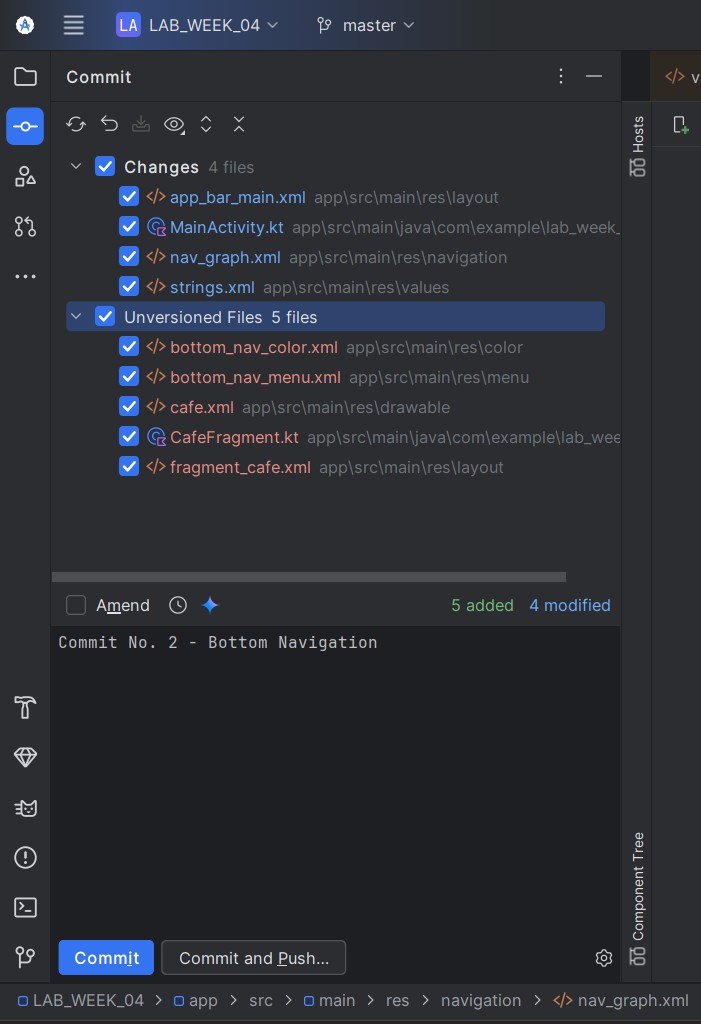 LA LAB_WEEK_04 master
Commit
Changes 4 files
app_bar_main.xml app\src\main\res\layout
MainActivity.kt app\src\main\java\com\example\lab_week_
nav_graph.xml app\src\main\res\navigation
strings.xml app\src\main\res\values
Unversioned Files 5 files
bottom_nav_color.xml app\src\main\res\color
bottom_nav_menu.xml app\src\main\res\menu
cafe.xml app\src\main\res\drawable
CafeFragment.kt app\src\main\java\com\example\lab_wee
fragment_cafe.xml app\src\main\res\layout
Amend 5 added 4 modified
Commit No. 2 - Bottom Navigation
Commit Commit and Push...
Hosts
Component Tree
v
LAB_WEEK_04 > app > src > main > res > navigation > nav_graph.xml